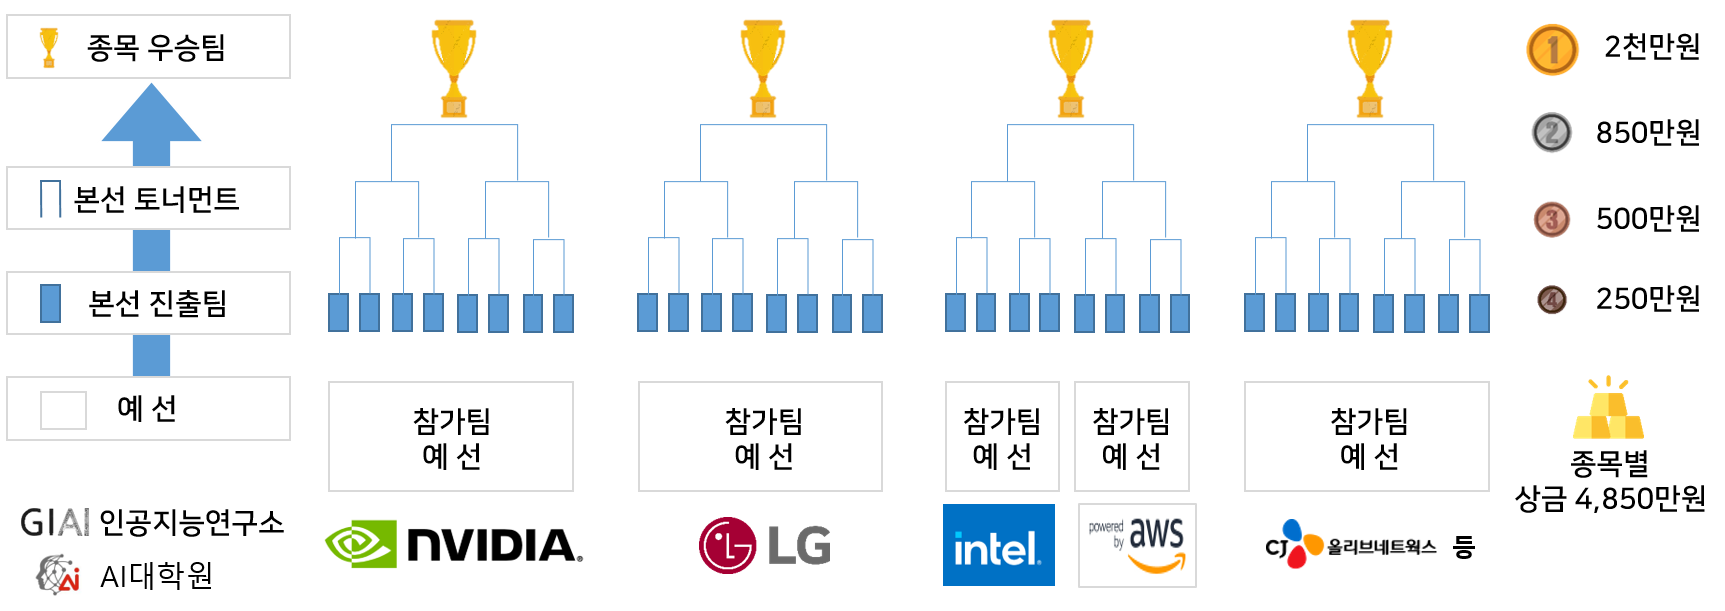 종목 우승팀
본선 토너먼트
본선 진출팀
예 선
GIAI 인공지능연구소
Ai AI대학원
참가팀
예 선
NVIDIA.
참가팀
예 선
LG
참가팀
예 선
intel.
참가팀
예 선
powered
by
aws
참가팀
예 선
CJ 올리브네트웍스 등
1 2천만원
2 850만원
3 500만원
4 250만원
종목별
상금 4,850만원